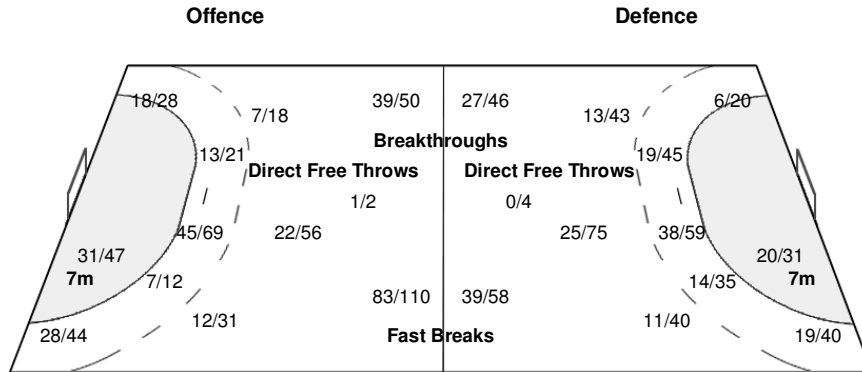 Offence Defence
18/28 39/50 27/46 6/20
7/18 13/43
Breakthroughs
13/21 19/45
Direct Free Throws Direct Free Throws
1/2 0/4
45/69 22/56 25/75 38/59
31/47 20/31
7m 7/12 14/35 7m
83/110 39/58
12/31 11/40
28/44 Fast Breaks 19/40